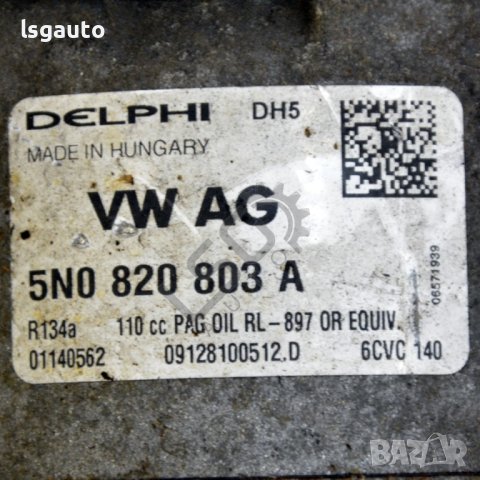 lsgauto
DELPHI DH5
MADE IN HUNGARY
VW AG
5N0 820 803 A
06571939
R134a 110 cc PAG OIL RL-897 OR EQUIV.
01140562 09128100512.D 6CVC 140
BAZAR